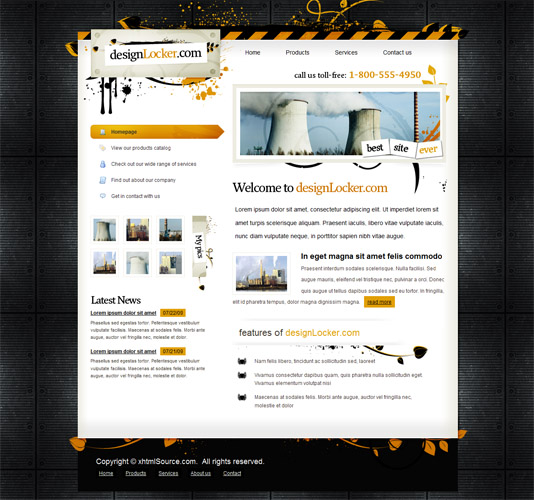 designLocker.com
Home Products Services Contact us
call us toll-free: 1-800-555-4950
best site ever
Homepage
View our products catalog
Check out our wide range of services
Find out about our company
Get in contact with us
My pics
Latest News
Lorem ipsum dolor sit amet 07/22/00
Phasellus sed egestas tortor. Pellentesque vestibulum
vulputate facilisis. Maecenas at sodales felis. Morbi ante
augue, auctor eu fringilla nec, molestie et dolor
Lorem ipsum dolor sit amet 07/21/00
Phasellus sed egestas tortor. Pellentesque vestibulum
vulputate facilisis. Maecenas at sodales felis. Morbi ante
augue, auctor eu fringilla nec, molestie et dolor
Welcome to designLocker.com
Lorem ipsum dolor sit amet, consectetur adipiscing elit. Ut imperdiet lorem sit
amet turpis scelerisque aliquam. Praesent iaculis, libero vitae vulputate iaculis,
nunc diam vulputate neque, in porttitor sapien nibh vitae augue.
In eget magna sit amet felis commodo
Praesent interdum sodales scelerisque. Nulla facilisi. Sed
augue mauris, eleifend vel tristique nec, pulvinar a orci. Donec
quis augue ut tellus dapibus sodales sed eu tortor. In fringilla,
elit id pharetra tempus, dolor magna dignissim massa. read more
features of designLocker.com
Nam felis libero, tincidunt ac sollicitudin sed, laoreet
Vivamus consectetur dapibus quam, quis pharetra nulla sollicitudin et. Etiam
elementum volutpat nisi
Maecenas at sodales felis. Morbi ante augue, auctor eu fringilla nec,
molestie et dolor
Copyright © xhtmlSource.com. All rights reserved.
Home Products Services About us Contact